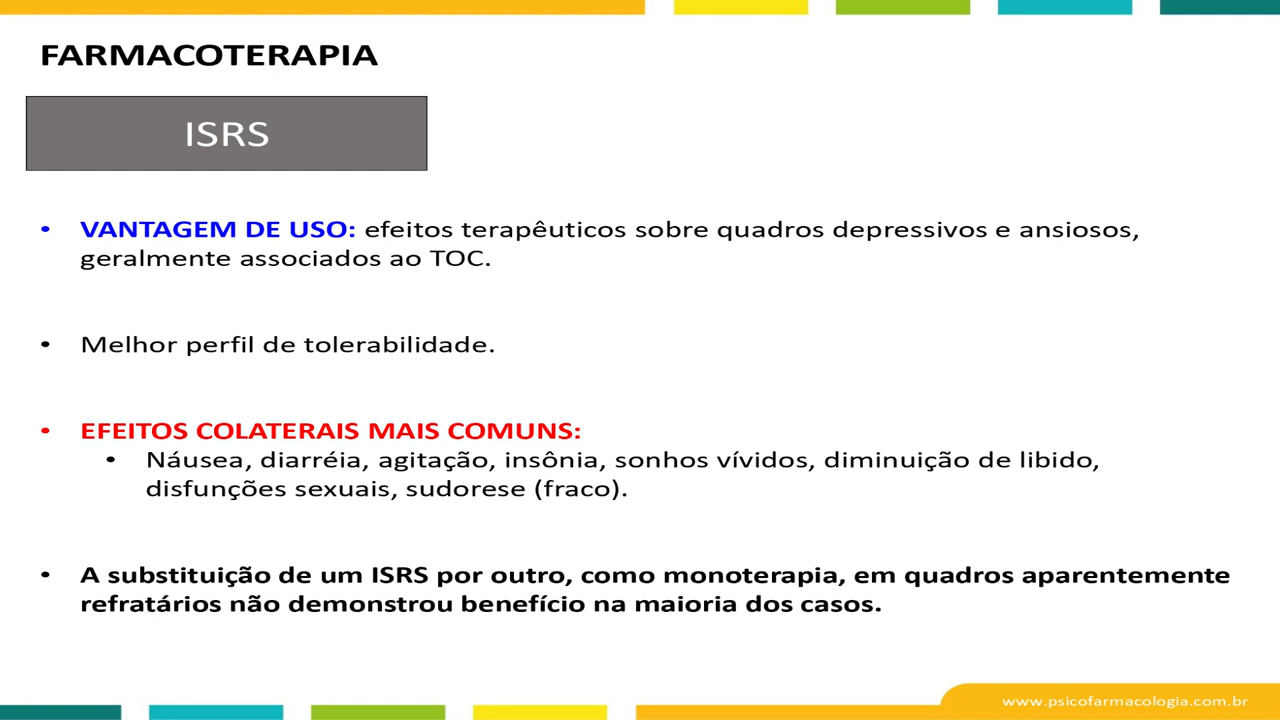 FARMACOTERAPIA
ISRS
• VANTAGEM DE USO: efeitos terapêuticos sobre quadros depressivos e ansiosos,
geralmente associados ao TOC.
• Melhor perfil de tolerabilidade.
• EFEITOS COLATERAIS MAIS COMUNS:
• Náusea, diarréia, agitação, insônia, sonhos vívidos, diminuição de libido,
disfunções sexuais, sudorese (fraco).
• A substituição de um ISRS por outro, como monoterapia, em quadros aparentemente
refratários não demonstrou benefício na maioria dos casos.
www.psicofarmacologia.com.br